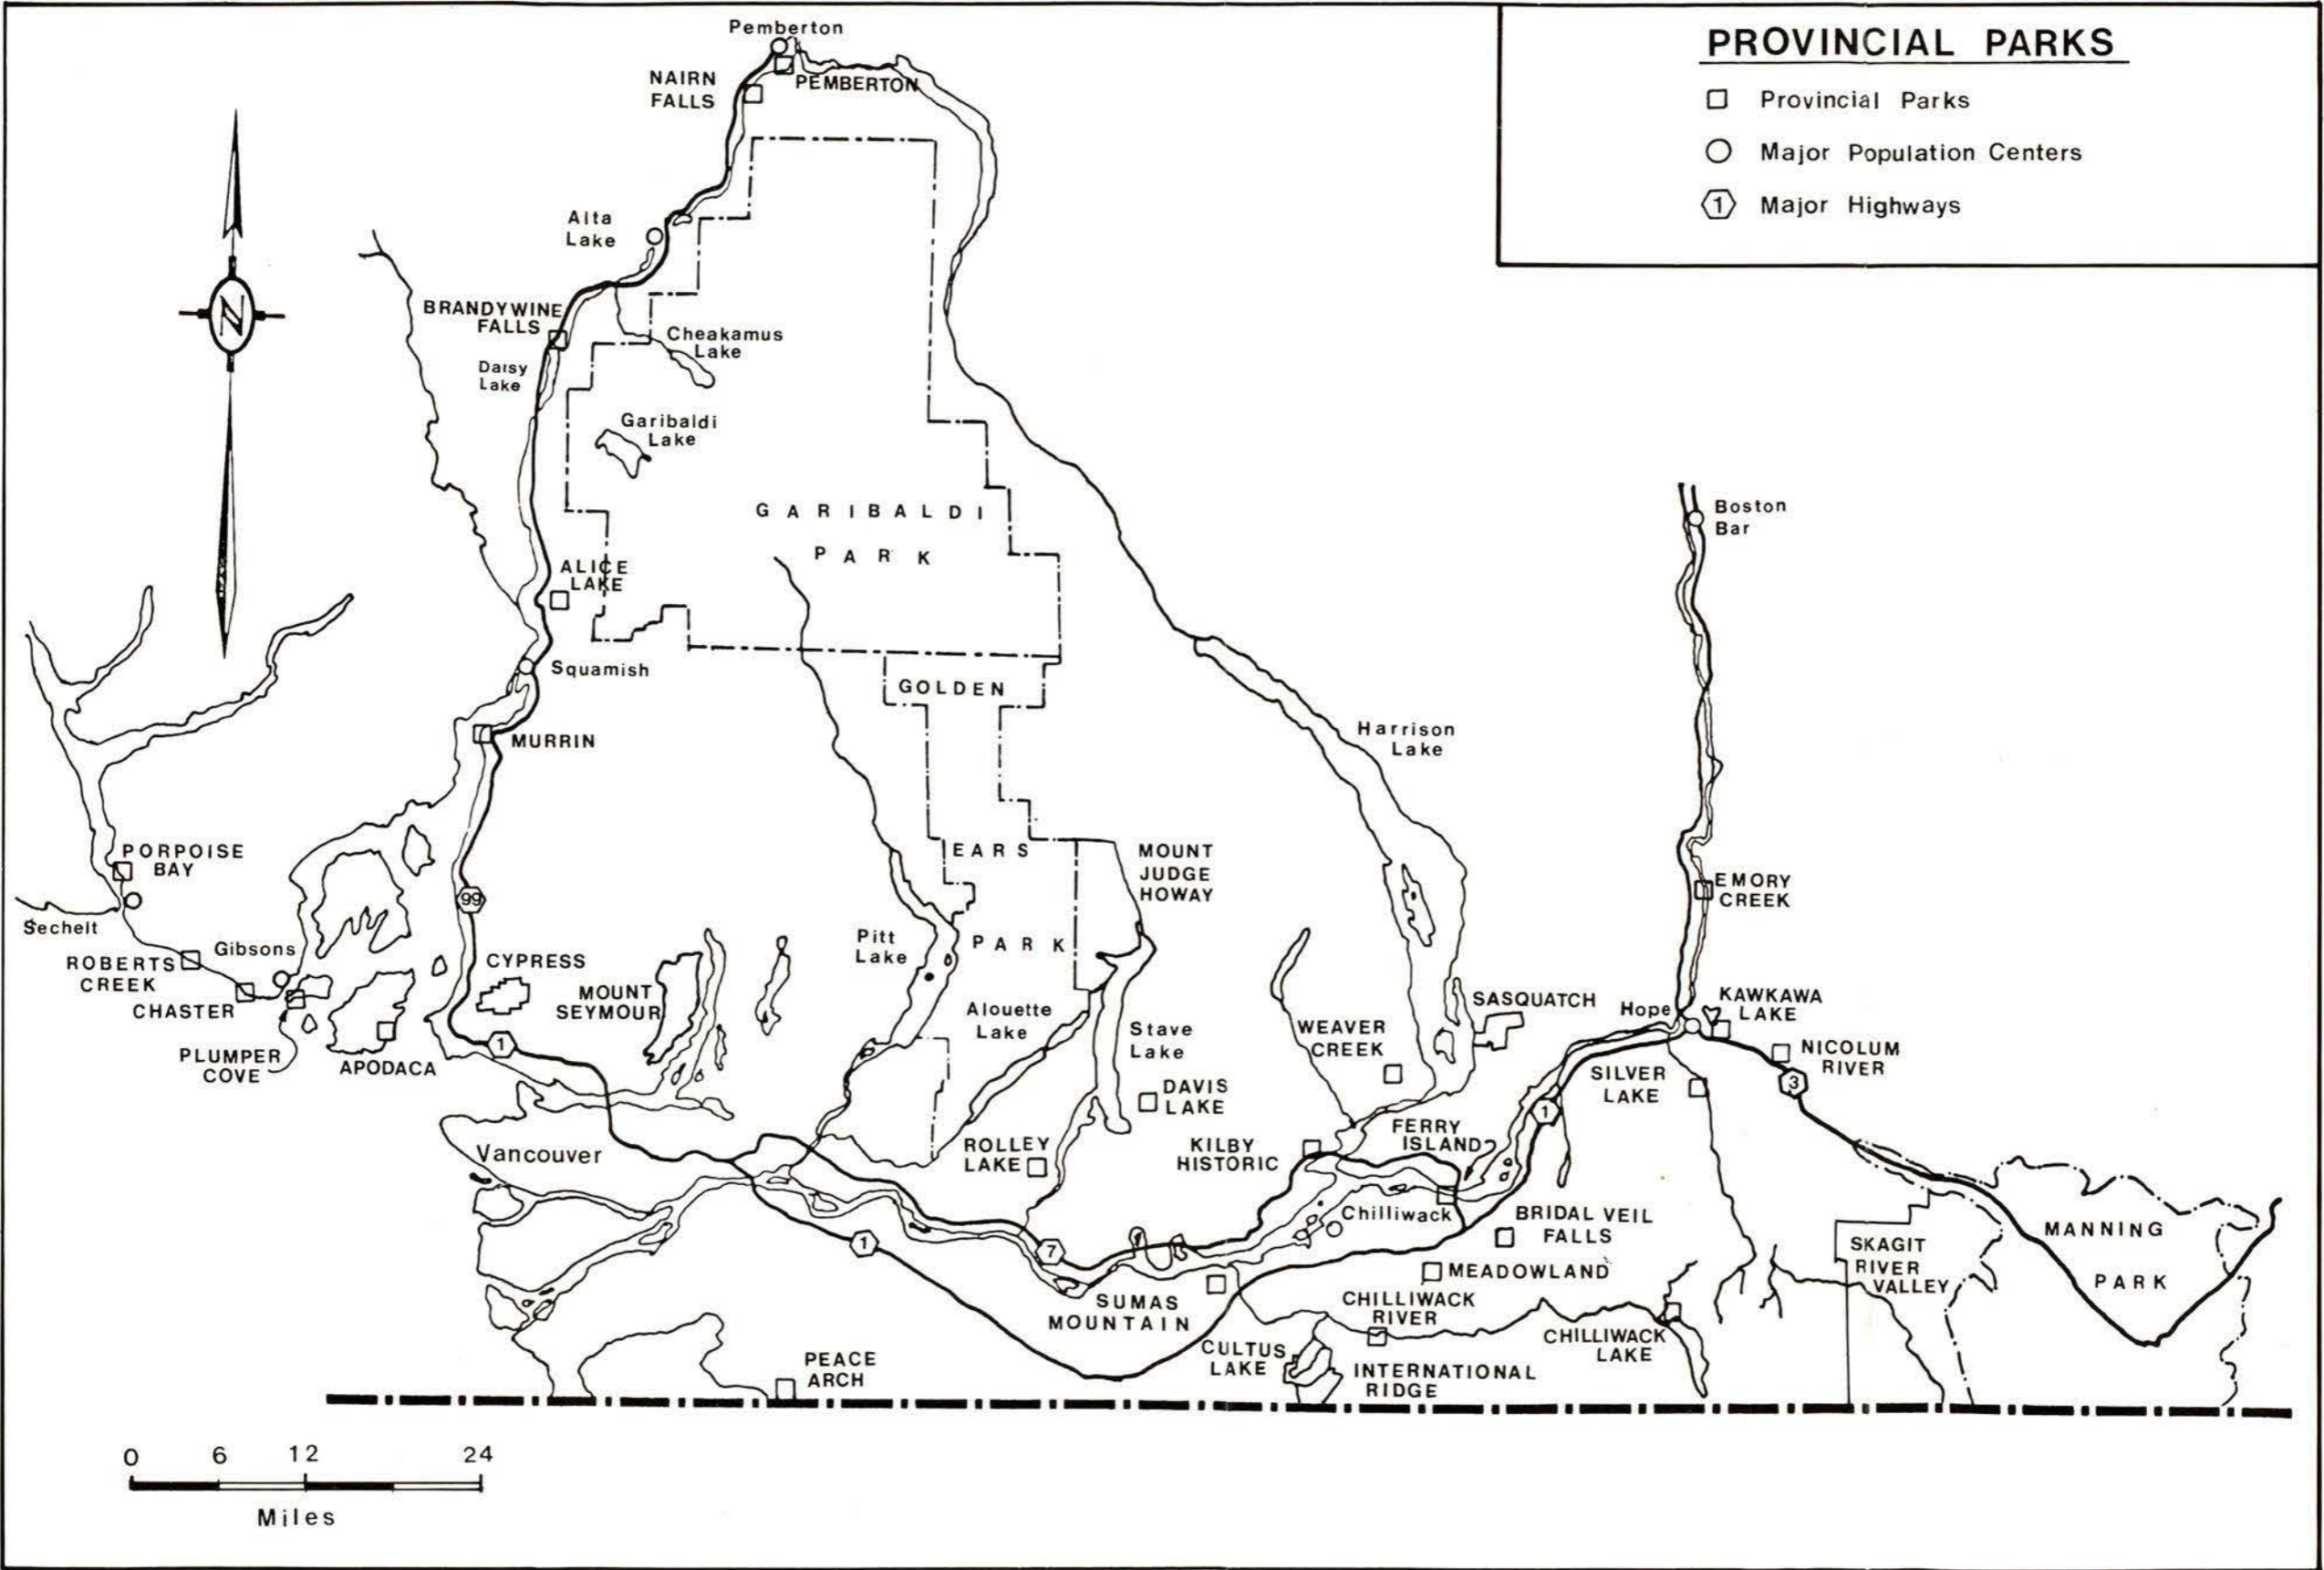 PROVINCIAL PARKS
Provincial Parks
Major Population Centers
1 Major Highways
Pemberton
NAIRN
FALLS
PEMBERTON
Alta
Lake
N
BRANDYWINE
FALLS
Cheakamus
Lake
Daisy
Lake
Garibaldi
Lake
GARIBALDI
PARK
Boston
Bar
ALICE
LAKE
Squamish
GOLDEN
MURRIN
Harrison
Lake
PORPOISE
BAY
EARS
MOUNT
JUDGE
HOWAY
EMORY
CREEK
99
Sechelt
Gibsons
ROBERTS
CREEK
CHASTER
CYPRESS
MOUNT
SEYMOUR
Pitt
Lake
PARK
Alouette
Lake
Stave
Lake
WEAVER
CREEK
SASQUATCH
Hope
KAWKAWA
LAKE
NICOLUM
RIVER
PLUMPER
COVE
APODACA
1
DAVIS
LAKE
SILVER
LAKE
3
1
FERRY
ISLAND
Vancouver
ROLLEY
LAKE
KILBY
HISTORIC
Chilliwack
BRIDAL VEIL
FALLS
MANNING
PARK
1
7
SKAGIT
RIVER
VALLEY
MEADOWLAND
SUMAS
MOUNTAIN
CHILLIWACK
RIVER
CHILLIWACK
LAKE
CULTUS
LAKE
INTERNATIONAL
RIDGE
PEACE
ARCH
0 6 12 24
Miles